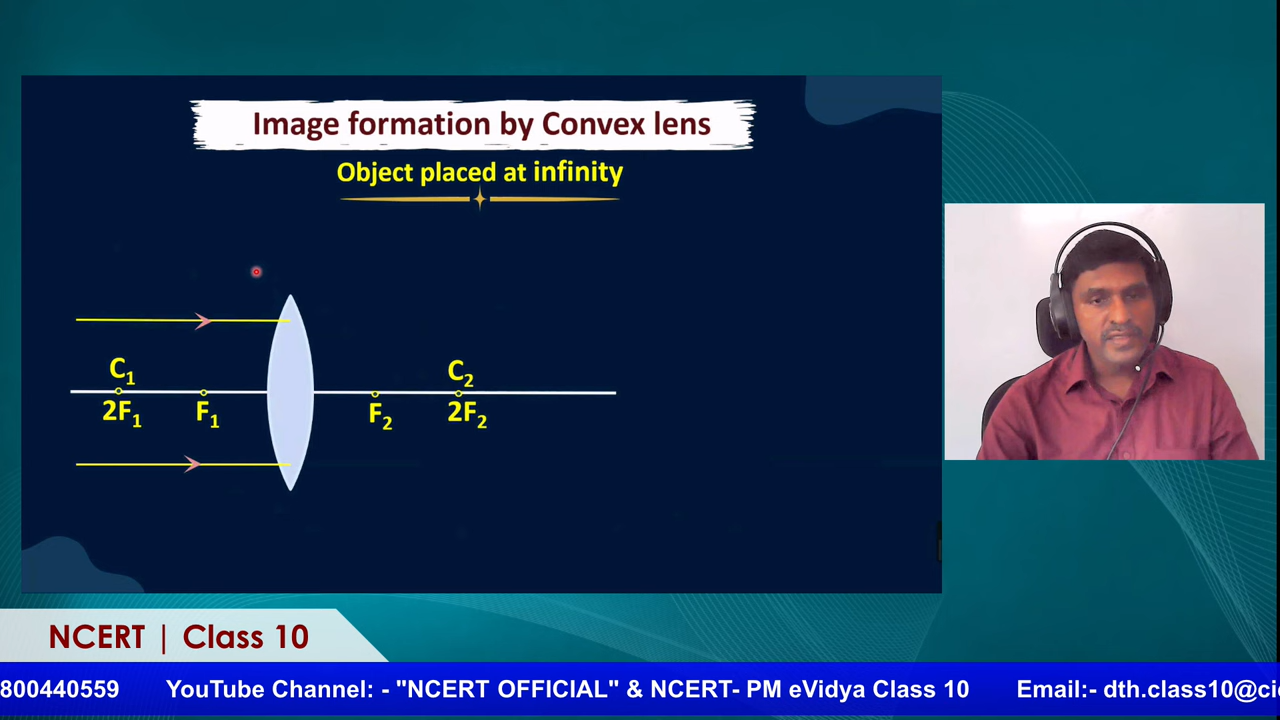 Image formation by Convex lens
Object placed at infinity
C₁
C₂
2F₁
F₁
F₂
2F₂
NCERT | Class 10
800440559 YouTube Channel: - "NCERT OFFICIAL" & NCERT- PM eVidya Class 10 Email:- dth.class10@ci